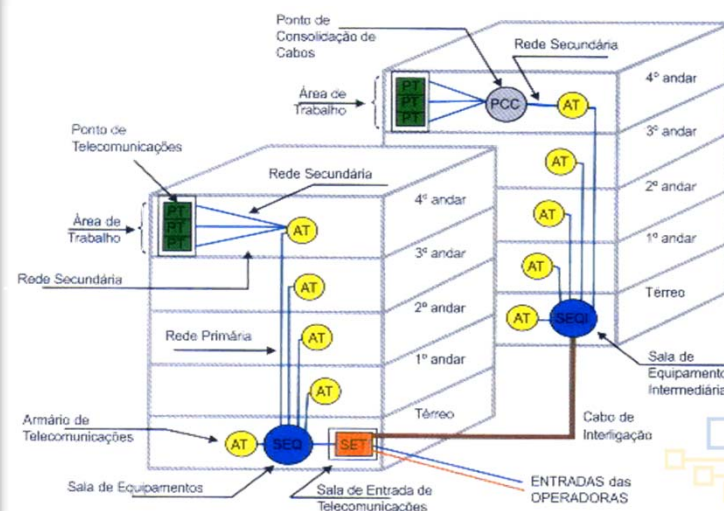 Ponto de
Consolidação de
Cabos
Rede Secundária
Área de
Trabalho
PT
PT
PT
PCC
AT
4º andar
3º andar
2º andar
1º andar
Térreo
AT
AT
AT
AT
SEQI
Sala de
Equipamento
Intermediária
Ponto de
Telecomunicações
Rede Secundária
Área de
Trabalho
PT
PT
PT
AT
4º andar
Rede Secundária
3º andar
AT
2º andar
Rede Primária
AT
1º andar
AT
Térreo
Armário de
Telecomunicações
AT
SEQ
SET
Cabo de
Interligação
Sala de Equipamentos
Sala de Entrada de
Telecomunicações
ENTRADAS das
OPERADORAS